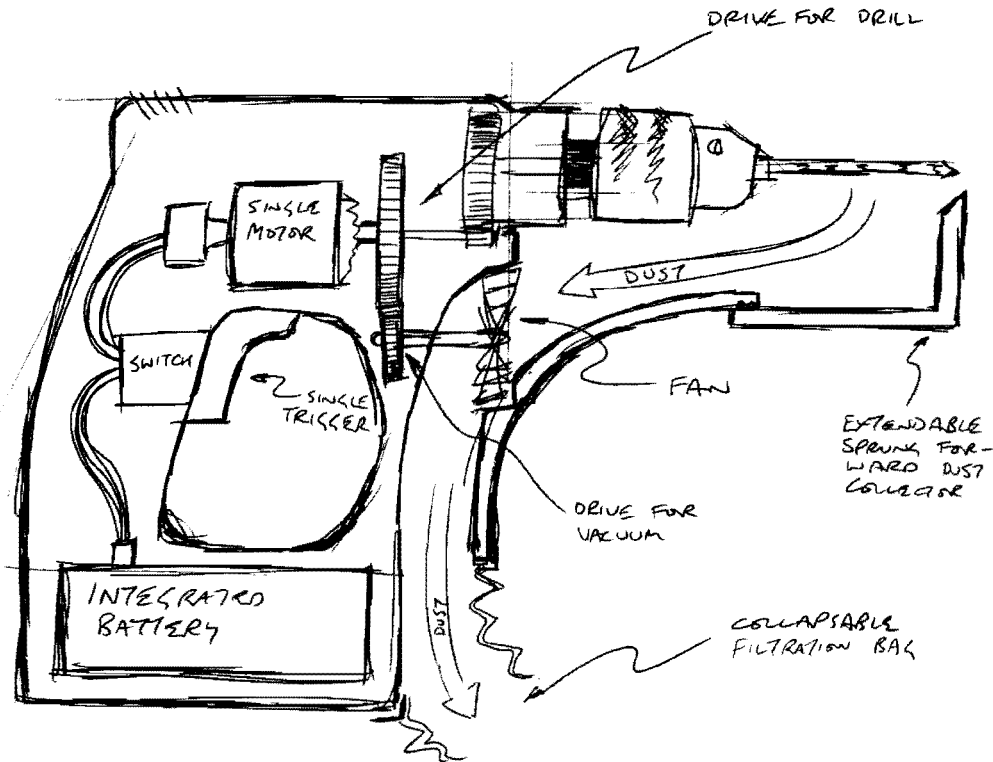 DRIVE FOR DRILL
SINGLE
MOTOR
DUST
SWITCH
SINGLE
TRIGGER
FAN
EXTENDABLE
SPRUNG FOR-
WARD DUST
COLLECTOR
DRIVE FOR
VACUUM
INTEGRATED
BATTERY
DUST
COLLAPSABLE
FILTRATION BAG